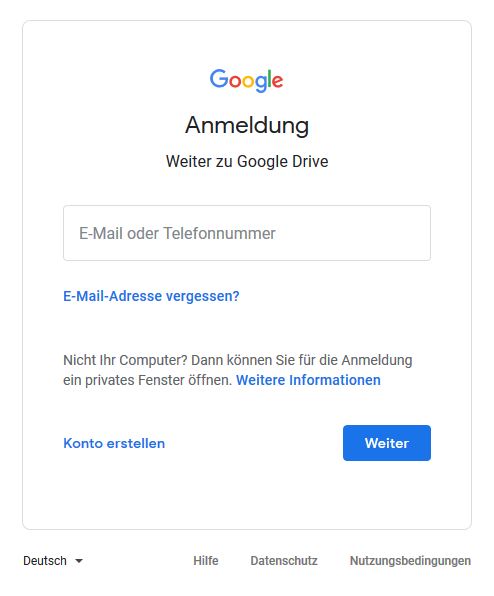 Google
Anmeldung
Weiter zu Google Drive
E-Mail oder Telefonnummer
E-Mail-Adresse vergessen?
Nicht Ihr Computer? Dann können Sie für die Anmeldung
ein privates Fenster öffnen. Weitere Informationen
Konto erstellen Weiter
Deutsch Hilfe Datenschutz Nutzungsbedingungen